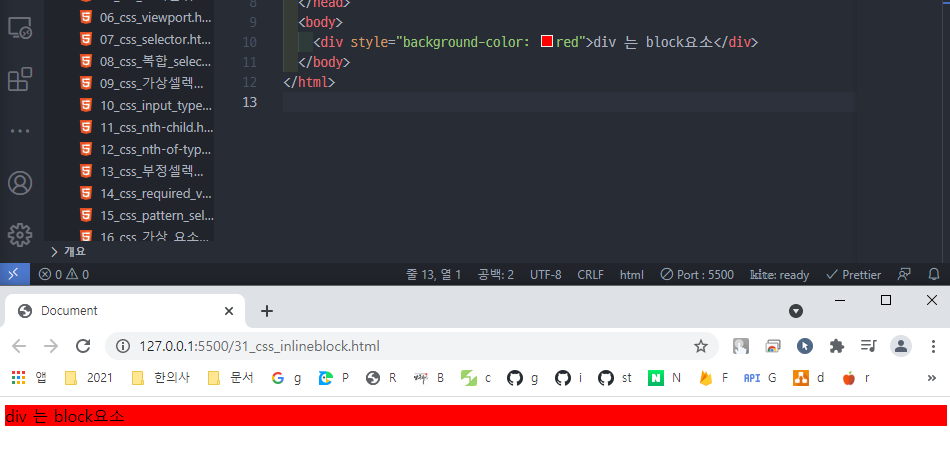 06_css_viewport.h...
07_css_selector.ht...
08_css_복합_selec...
09_css_가상셀렉...
10_css_input_type...
11_css_nth-child.h...
12_css_nth-of-typ...
13_css_부정셀렉...
14_css_required_v...
15_css_pattern_sel...
16_css_가상_요소...
개요
8 </head>
9 <body>
10 <div style="background-color: red">div 는 block요소</div>
11 </body>
12 </html>
13
0 0 줄 13, 열 1 공백: 2 UTF-8 CRLF html Port : 5500 kite: ready Prettier
Document
127.0.0.1:5500/31_css_inlineblock.html
앱 2021 한의사 문서 g P R B c g i st N F API G d r »
div 는 block요소